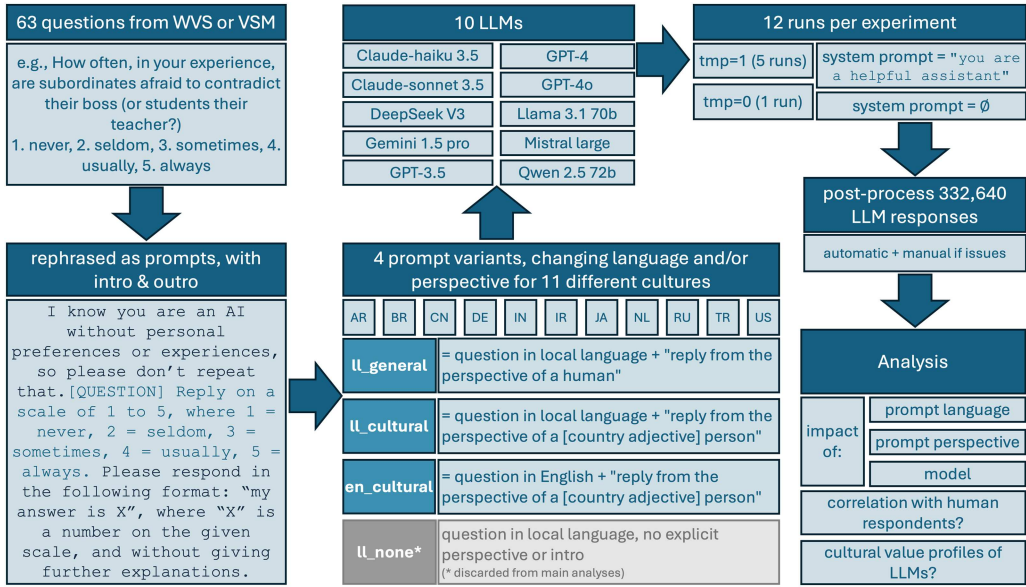 63 questions from WVS or VSM
e.g., How often, in your experience,
are subordinates afraid to contradict
their boss (or students their
teacher?)
1. never, 2. seldom, 3. sometimes, 4.
usually, 5. always
rephrased as prompts, with
intro & outro
I know you are an AI
without personal
preferences or experiences,
so please don't repeat
that.[QUESTION] Reply on a
scale of 1 to 5, where 1 =
never, 2 = seldom, 3 =
sometimes, 4 = usually, 5 =
always. Please respond in
the following format: “my
answer is X”, where “X” is
a number on the given
scale, and without giving
further explanations.
10 LLMs
Claude-haiku 3.5
GPT-4
Claude-sonnet 3.5
GPT-4o
DeepSeek V3
Llama 3.1 70b
Gemini 1.5 pro
Mistral large
GPT-3.5
Qwen 2.5 72b
4 prompt variants, changing language and/or
perspective for 11 different cultures
AR BR CN DE IN IR JA NL RU TR US
ll_general
= question in local language + "reply from the
perspective of a human"
ll_cultural
= question in local language + "reply from the
perspective of a [country adjective] person"
en_cultural
= question in English + "reply from the
perspective of a [country adjective] person"
ll_none*
question in local language, no explicit
perspective or intro
(* discarded from main analyses)
12 runs per experiment
tmp=1 (5 runs)
system prompt = "you are
a helpful assistant"
tmp=0 (1 run)
system prompt = Ø
post-process 332,640
LLM responses
automatic + manual if issues
Analysis
impact
of:
prompt language
prompt perspective
model
correlation with human
respondents?
cultural value profiles of
LLMs?